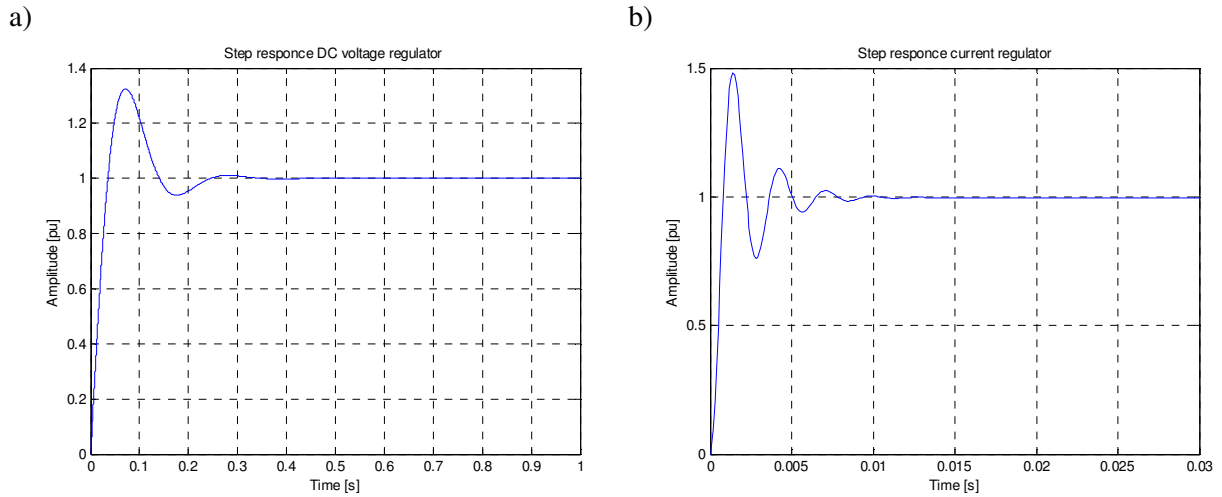 a)
Step responce DC voltage regulator
1.4
1.2
1
0.8
0.6
0.4
0.2
0
Amplitude [pu]
0 0.1 0.2 0.3 0.4 0.5 0.6 0.7 0.8 0.9 1
Time [s]
b)
Step responce current regulator
1.5
1
0.5
0
Amplitude [pu]
0 0.005 0.01 0.015 0.02 0.025 0.03
Time [s]